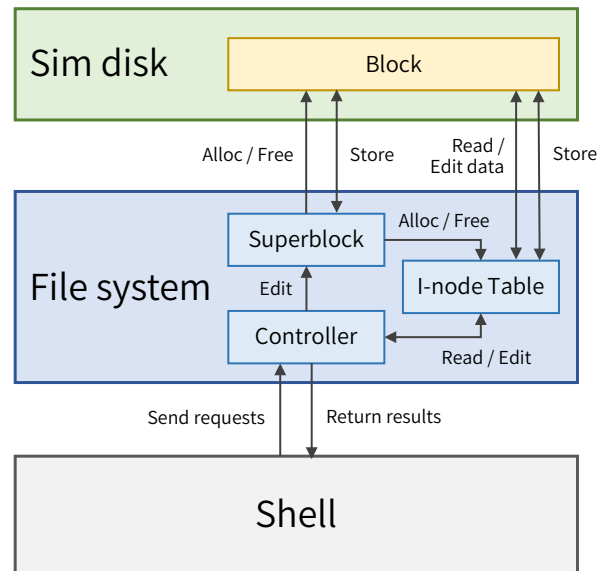 Sim disk
Block
Alloc / Free
Store
Read /
Edit data
Store
File system
Superblock
Alloc / Free
I-node Table
Edit
Controller
Read / Edit
Send requests
Return results
Shell